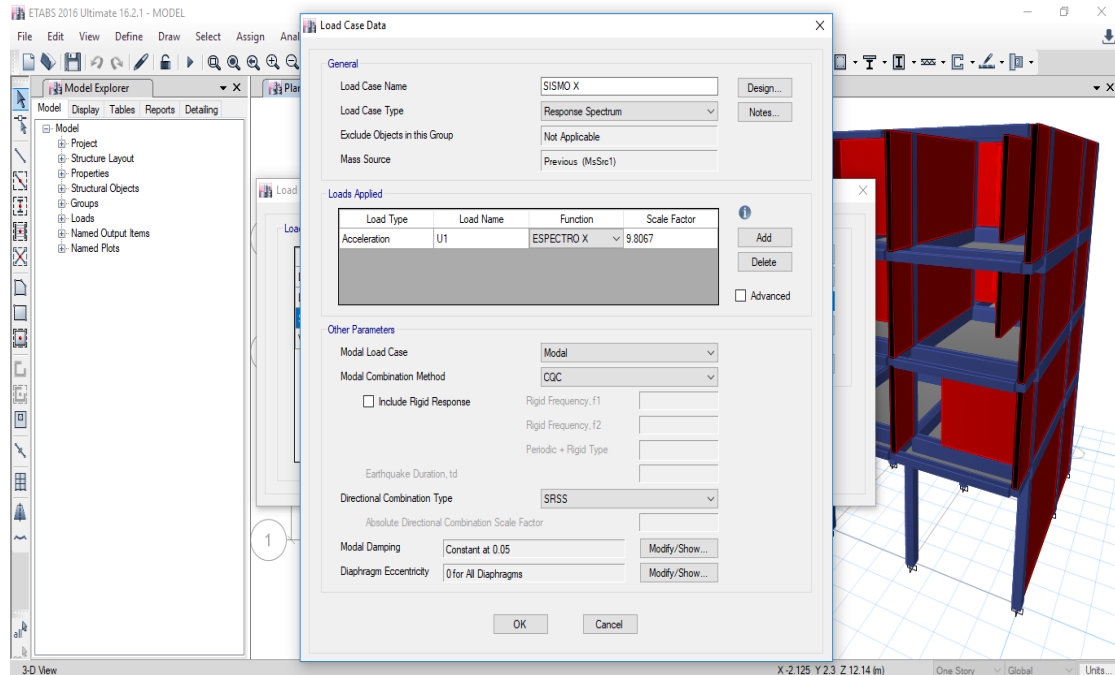 ETABS 2016 Ultimate 16.2.1 - MODEL
File Edit View Define Draw Select Assign Anal
Load Case Data
Model Explorer
Plan
Model Display Tables Reports Detailing
Model
Project
Structure Layout
Properties
Structural Objects
Groups
Loads
Named Output Items
Named Plots
Load
Loa
General
Load Case Name SISMO X Design...
Load Case Type Response Spectrum Notes...
Exclude Objects in this Group Not Applicable
Mass Source Previous (MsSrc1)
Loads Applied
Load Type Load Name Function Scale Factor
Acceleration U1 ESPECTRO X 9.8067
Add
Delete
Advanced
Other Parameters
Modal Load Case Modal
Modal Combination Method CQC
Include Rigid Response Rigid Frequency, f1
Rigid Frequency, f2
Periodic + Rigid Type
Earthquake Duration, td
Directional Combination Type SRSS
Absolute Directional Combination Scale Factor
Modal Damping Constant at 0.05 Modify/Show...
Diaphragm Eccentricity 0 for All Diaphragms Modify/Show...
OK Cancel
1
all
3-D View X -2.125 Y 2.3 Z 12.14 (m) One Story Global Units...